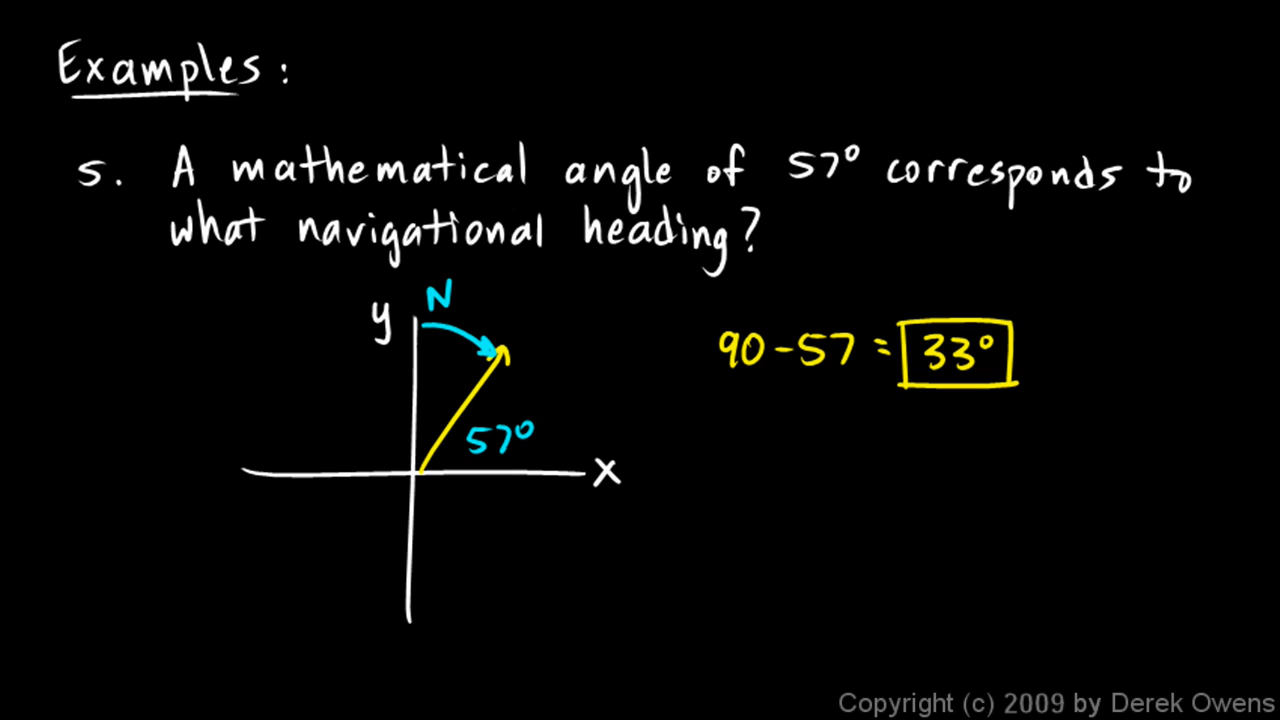 Examples:
5. A mathematical angle of 57° corresponds to
what navigational heading?
N
y
90-57 = 33°
57°
x
Copyright (c) 2009 by Derek Owens